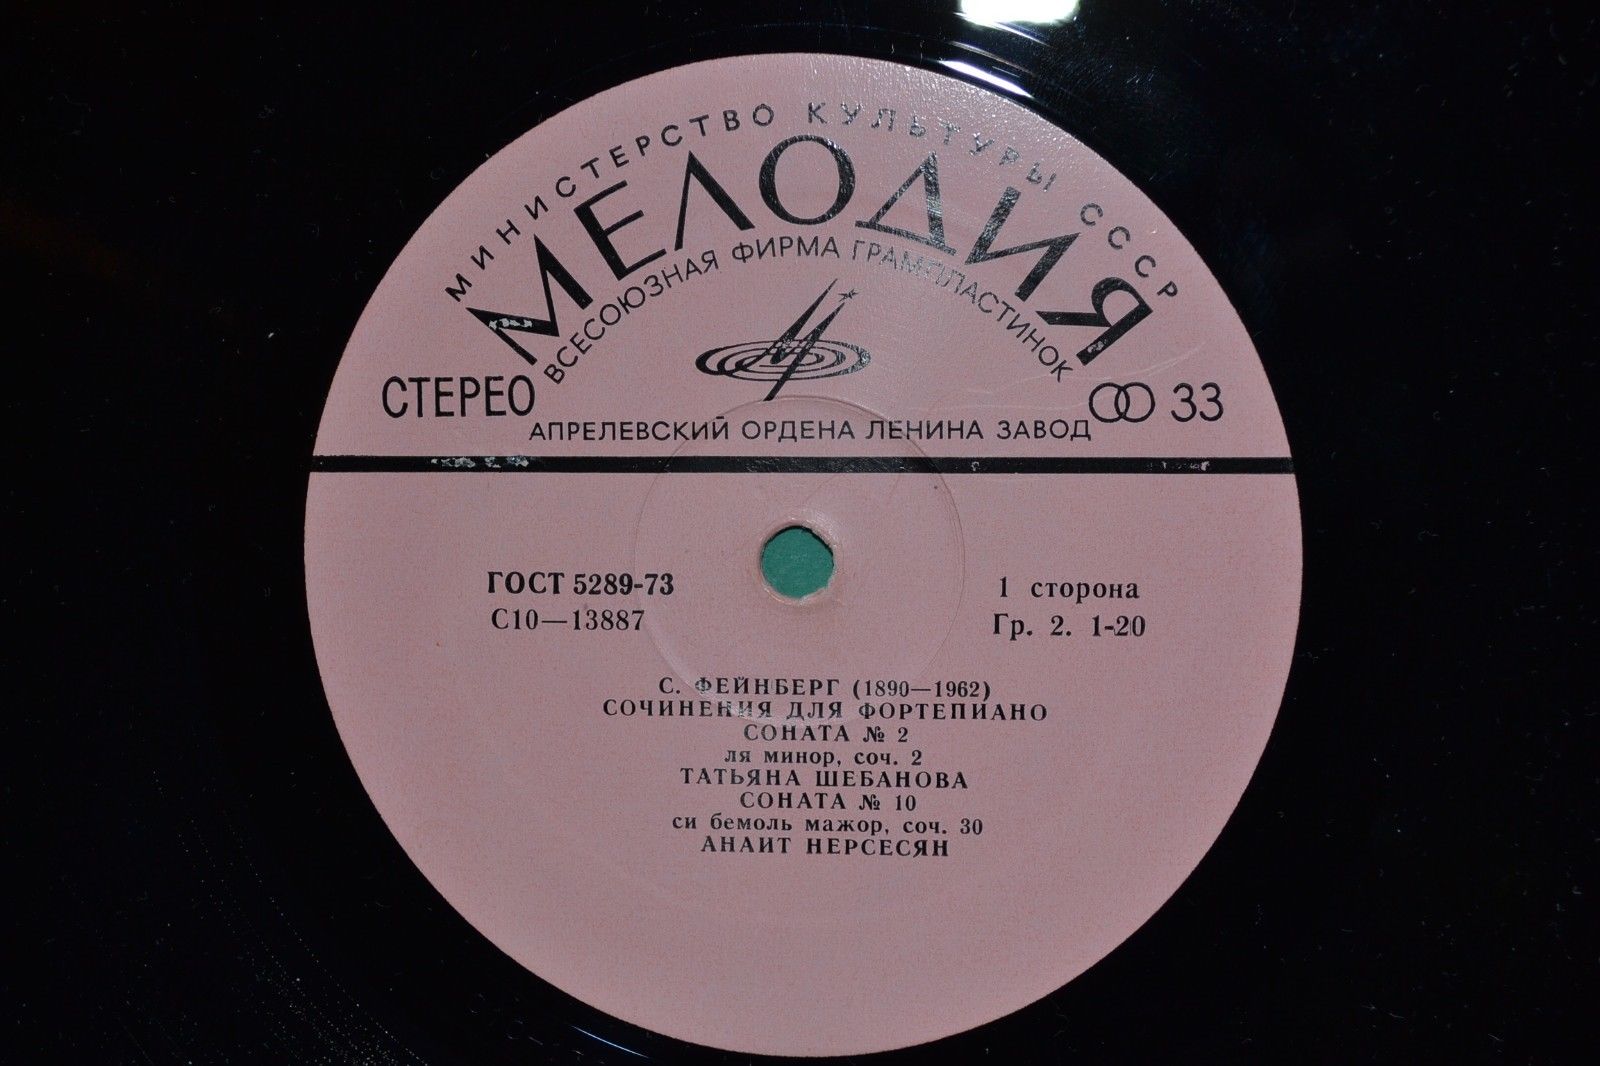 МИНИСТЕРСТВО КУЛЬТУРЫ СССР
МЕЛОДИЯ
ВСЕСОЮЗНАЯ ФИРМА ГРАМПЛАСТИНОК
СТЕРЕО
33
АПРЕЛЕВСКИЙ ОРДЕНА ЛЕНИНА ЗАВОД
ГОСТ 5289-73
С10—13887
1 сторона
Гр. 2. 1-20
С. ФЕЙНБЕРГ (1890—1962)
СОЧИНЕНИЯ ДЛЯ ФОРТЕПИАНО
СОНАТА № 2
ля минор, соч. 2
ТАТЬЯНА ШЕБАНОВА
СОНАТА № 10
си бемоль мажор, соч. 30
АНАИТ НЕРСЕСЯН